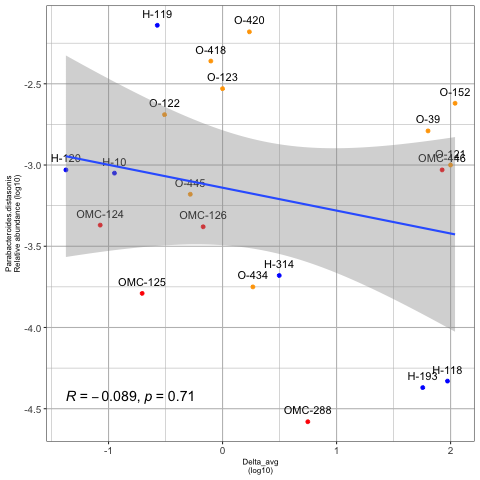 H-119
O-420
O-418
O-123
O-122
O-152
O-39
H-120
H-10
O-121
OMC-446
O-445
OMC-124
OMC-126
OMC-125
O-434
H-314
H-193
H-118
OMC-288
R = −0.089, p = 0.71
-2.5
-3.0
-3.5
-4.0
-4.5
-1
0
1
2
Parabacteroides.distasonis
Relative abundance (log10)
Delta_avg
(log10)